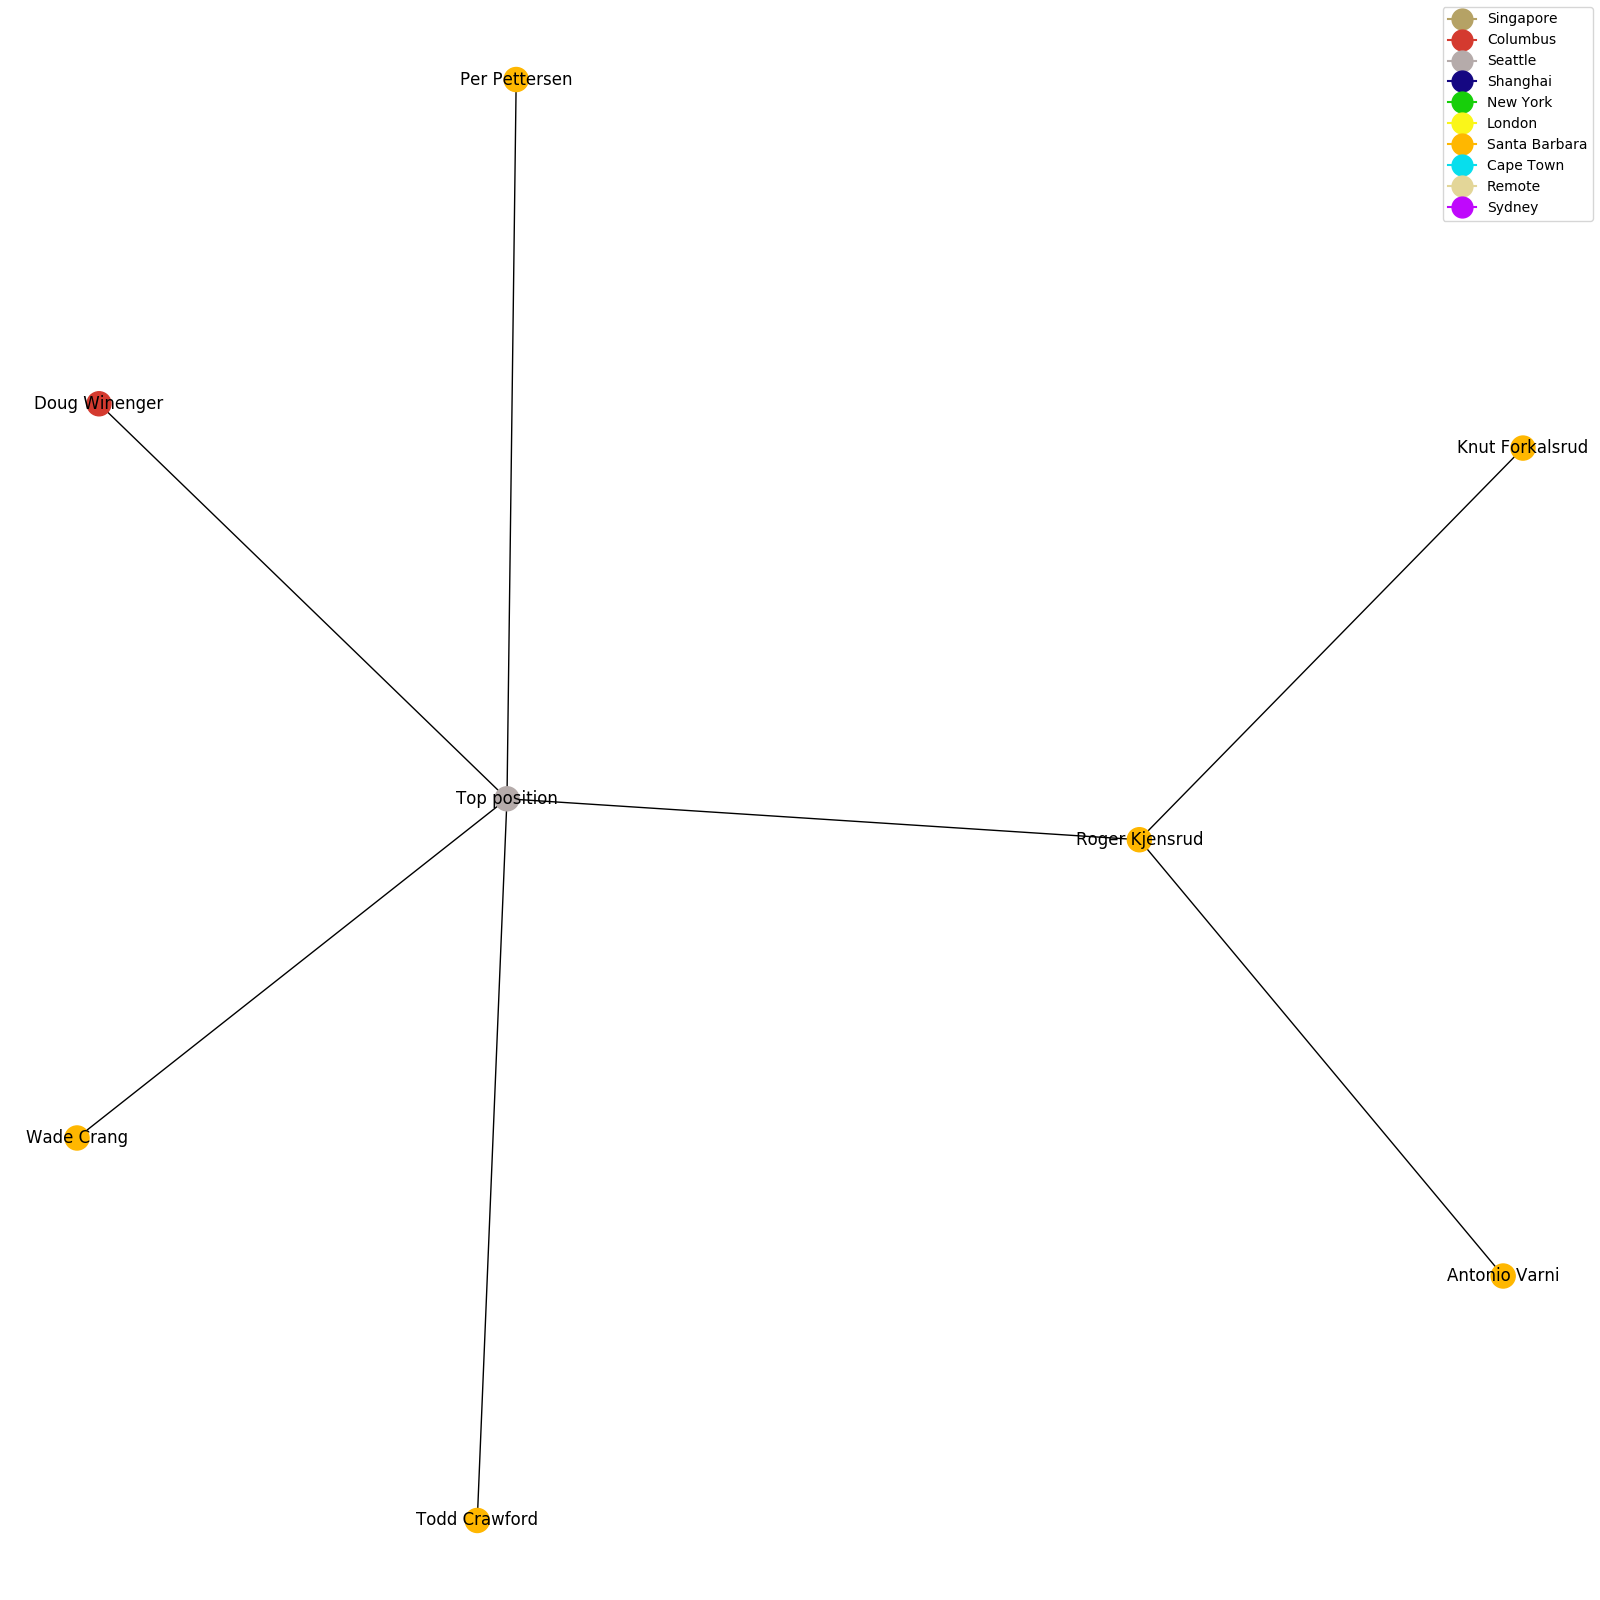 Singapore
Columbus
Seattle
Shanghai
New York
London
Santa Barbara
Cape Town
Remote
Sydney
Per Pettersen
Doug Winenger
Knut Forkalsrud
Top position
Roger Kjensrud
Wade Crang
Antonio Varni
Todd Crawford